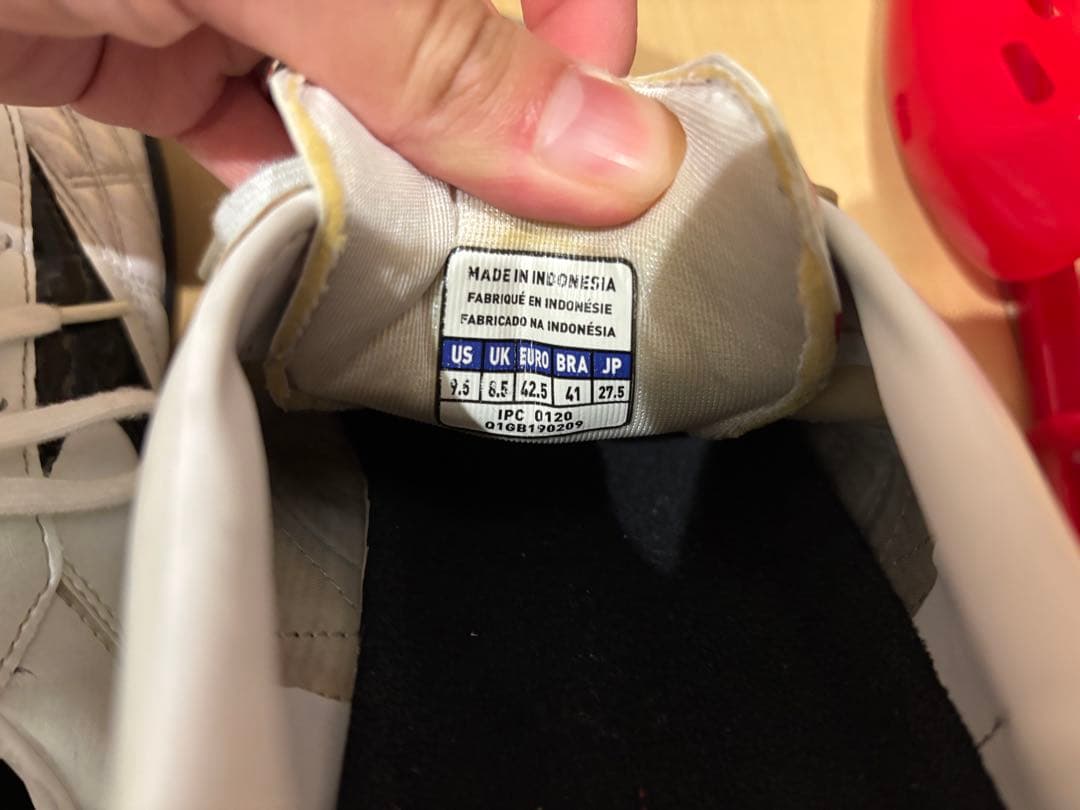 MADE IN INDONESIA
FABRIQUÉ EN INDONÉSIE
FABRICADO NA INDONÉSIA
US UK EURO BRA JP
9.5 8.5 42.5 41 27.5
IPC 0120
01GB190209